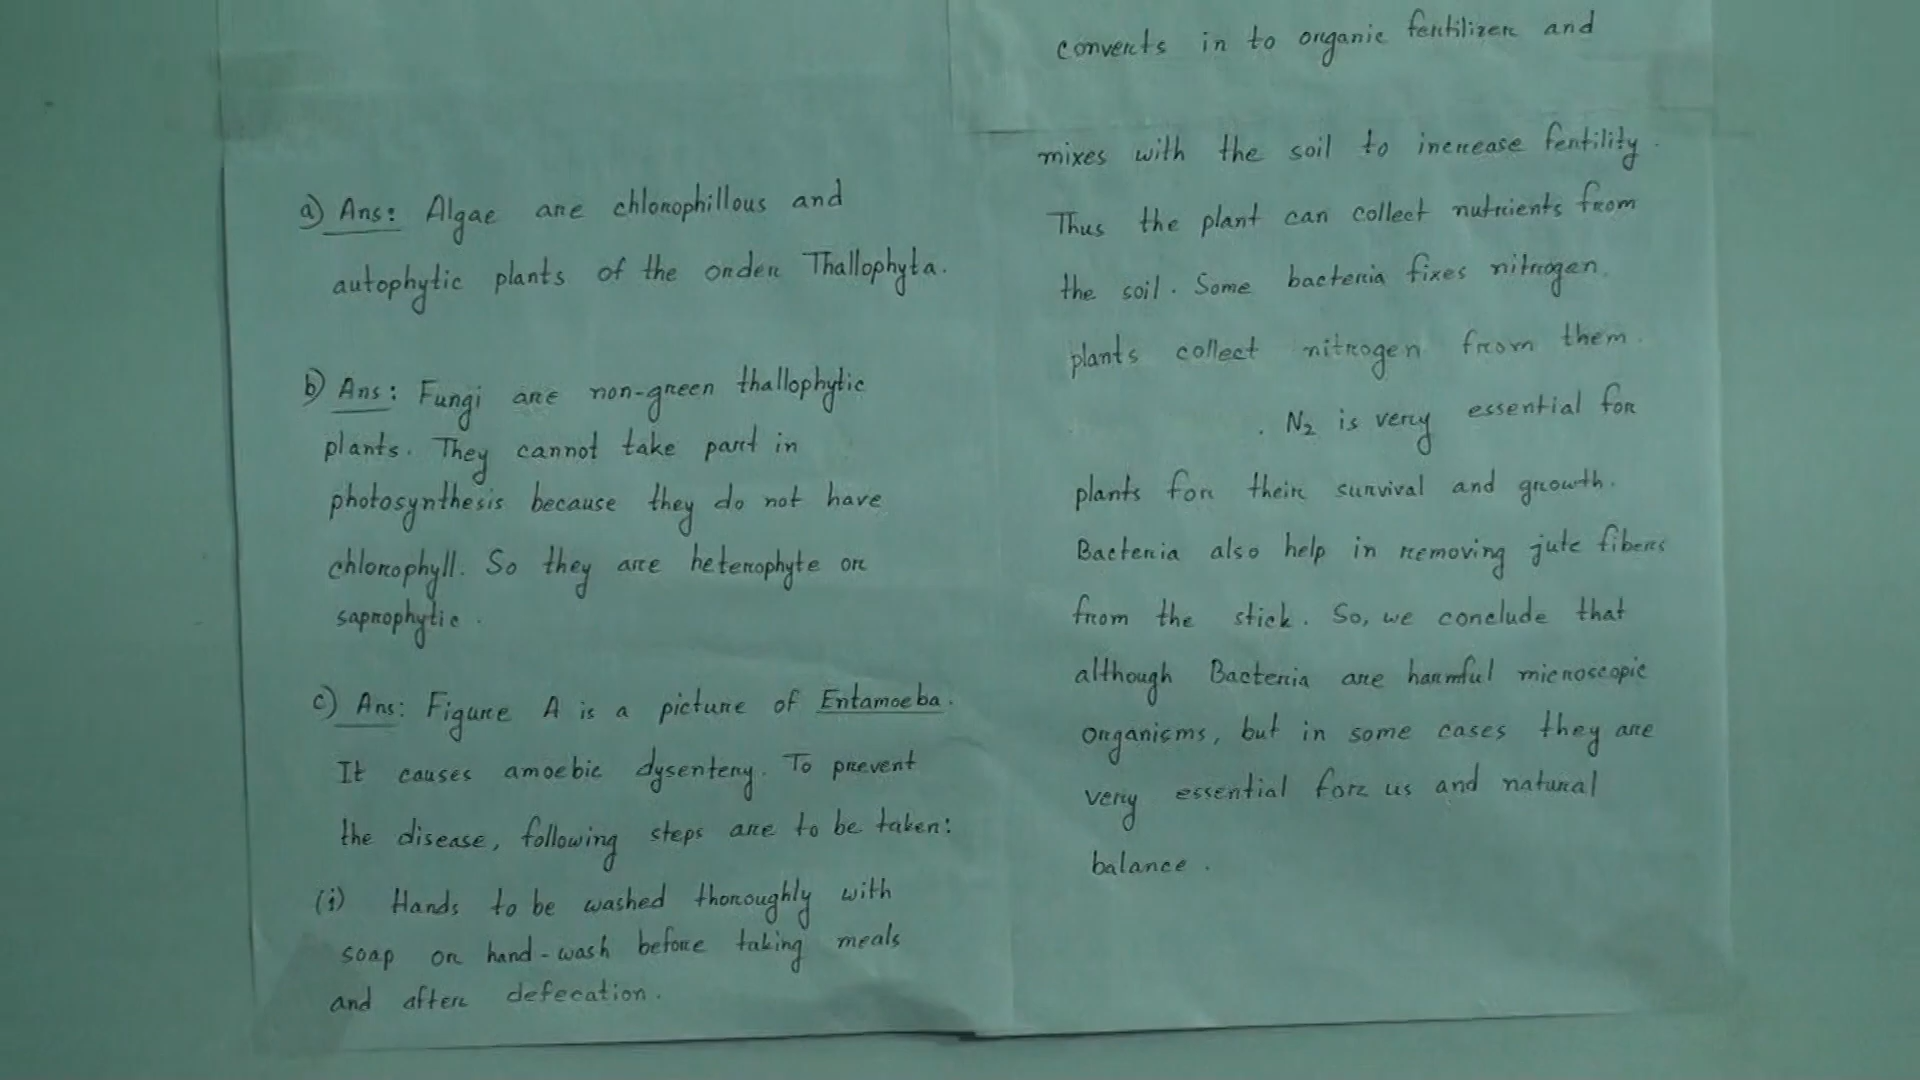 a) Ans: Algae are chlorophillous and
autophytic plants of the order Thallophyta.
b) Ans: Fungi are non-green thallophytic
plants. They cannot take part in
photosynthesis because they do not have
chlorophyll. So they are heterophyte or
saprophytic.
c) Ans: Figure A is a picture of Entamoeba.
It causes amoebic dysentery. To prevent
the disease, following steps are to be taken:
(i) Hands to be washed thoroughly with
soap or hand-wash before taking meals
and after defecation.
converts in to organic fertilizer and
mixes with the soil to increase fertility.
Thus the plant can collect nutrients from
the soil. Some bacteria fixes nitrogen.
plants collect nitrogen from them.
. N₂ is very essential for
plants for their survival and growth.
Bacteria also help in removing jute fibers
from the stick. So, we conclude that
although Bacteria are harmful microscopic
organisms, but in some cases they are
very essential for us and natural
balance.